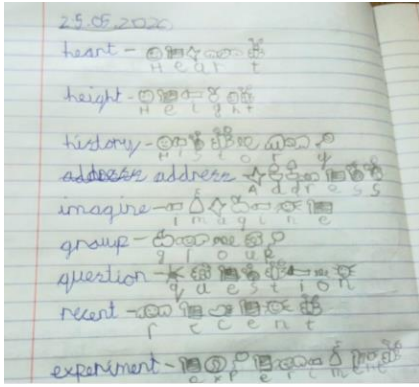 25.05.2020
heart -
H e a r t
height -
H e i g h t
history -
H i s t o r y
address address -
A d d r e s s
imagine -
i m a g i n e
group -
g r o u p
question -
q u e s t i o n
recent -
r e c e n t
experiment -
e x p e r i m e n t